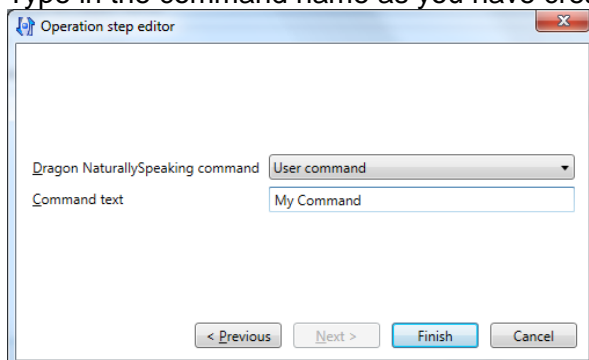 Type in the command name as you have crea
Operation step editor
Dragon NaturallySpeaking command User command
Command text My Command
< Previous Next > Finish Cancel